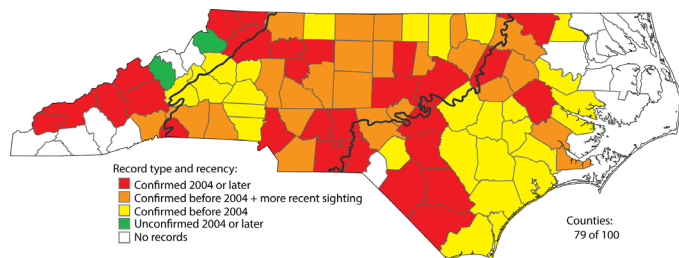 Record type and recency:
Confirmed 2004 or later
Confirmed before 2004 + more recent sighting
Confirmed before 2004
Unconfirmed 2004 or later
No records
Counties:
79 of 100